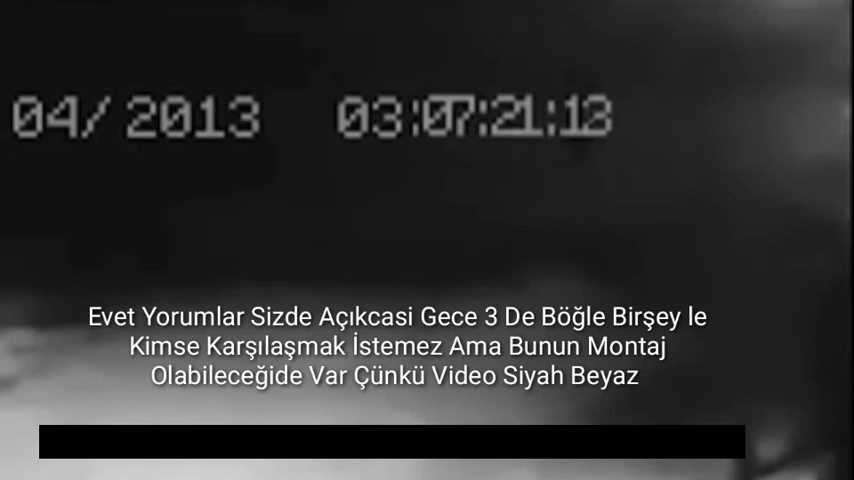 04/ 2013 03:07:21:13
Evet Yorumlar Sizde Açıkcasi Gece 3 De Böğle Birşey le
Kimse Karşılaşmak İstemez Ama Bunun Montaj
Olabileceğide Var Çünkü Video Siyah Beyaz